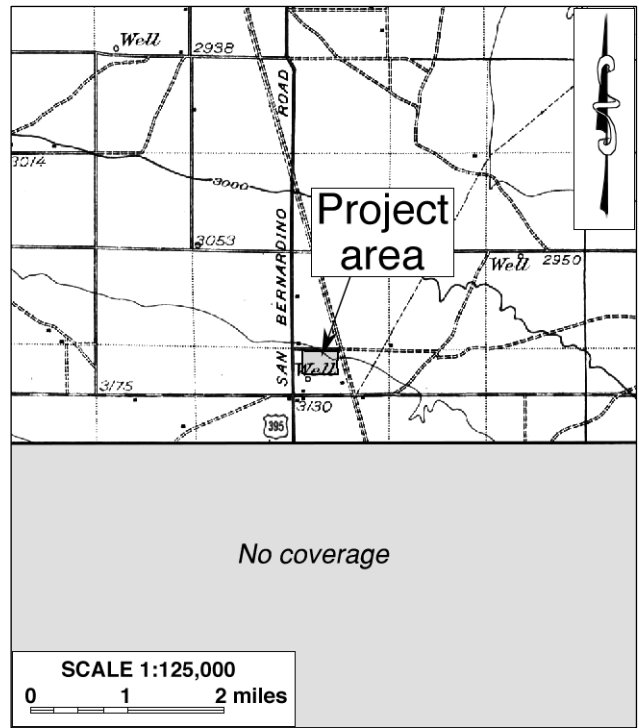 Well
2938
ROAD
3014
3000
BERNARDINO
SAN
Project
area
3053
Well
2950
Well
3175
3130
395
No coverage
SCALE 1:125,000
0 1 2 miles